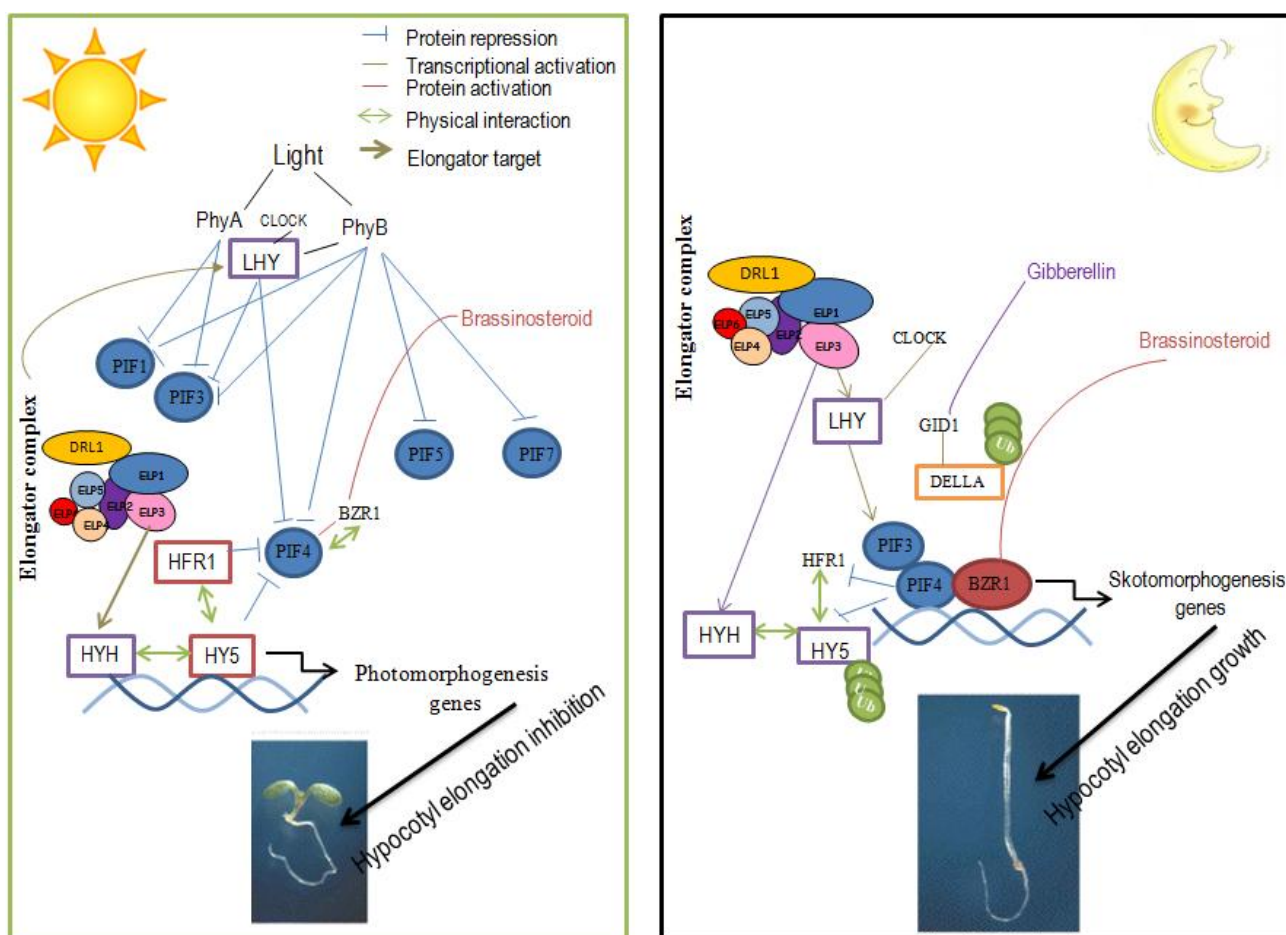 Protein repression
Transcriptional activation
Protein activation
Physical interaction
Elongator target
Light
PhyA
CLOCK
PhyB
LHY
Brassinosteroid
PIF1
PIF3
PIF5
PIF7
Elongator complex
DRL1
ELP1
ELP5
ELP2
ELP3
ELP4
BZR1
PIF4
HFR1
HYH
HY5
Photomorphogenesis
genes
Hypocotyl elongation inhibition
Elongator complex
DRL1
Gibberellin
ELP5
ELP1
ELP6
ELP2
ELP4
ELP3
CLOCK
Brassinosteroid
LHY
GID1
Ub
DELLA
PIF3
HFR1
PIF4
BZR1
Skotomorphogenesis
genes
HYH
HY5
Ub
Hypocotyl elongation growth